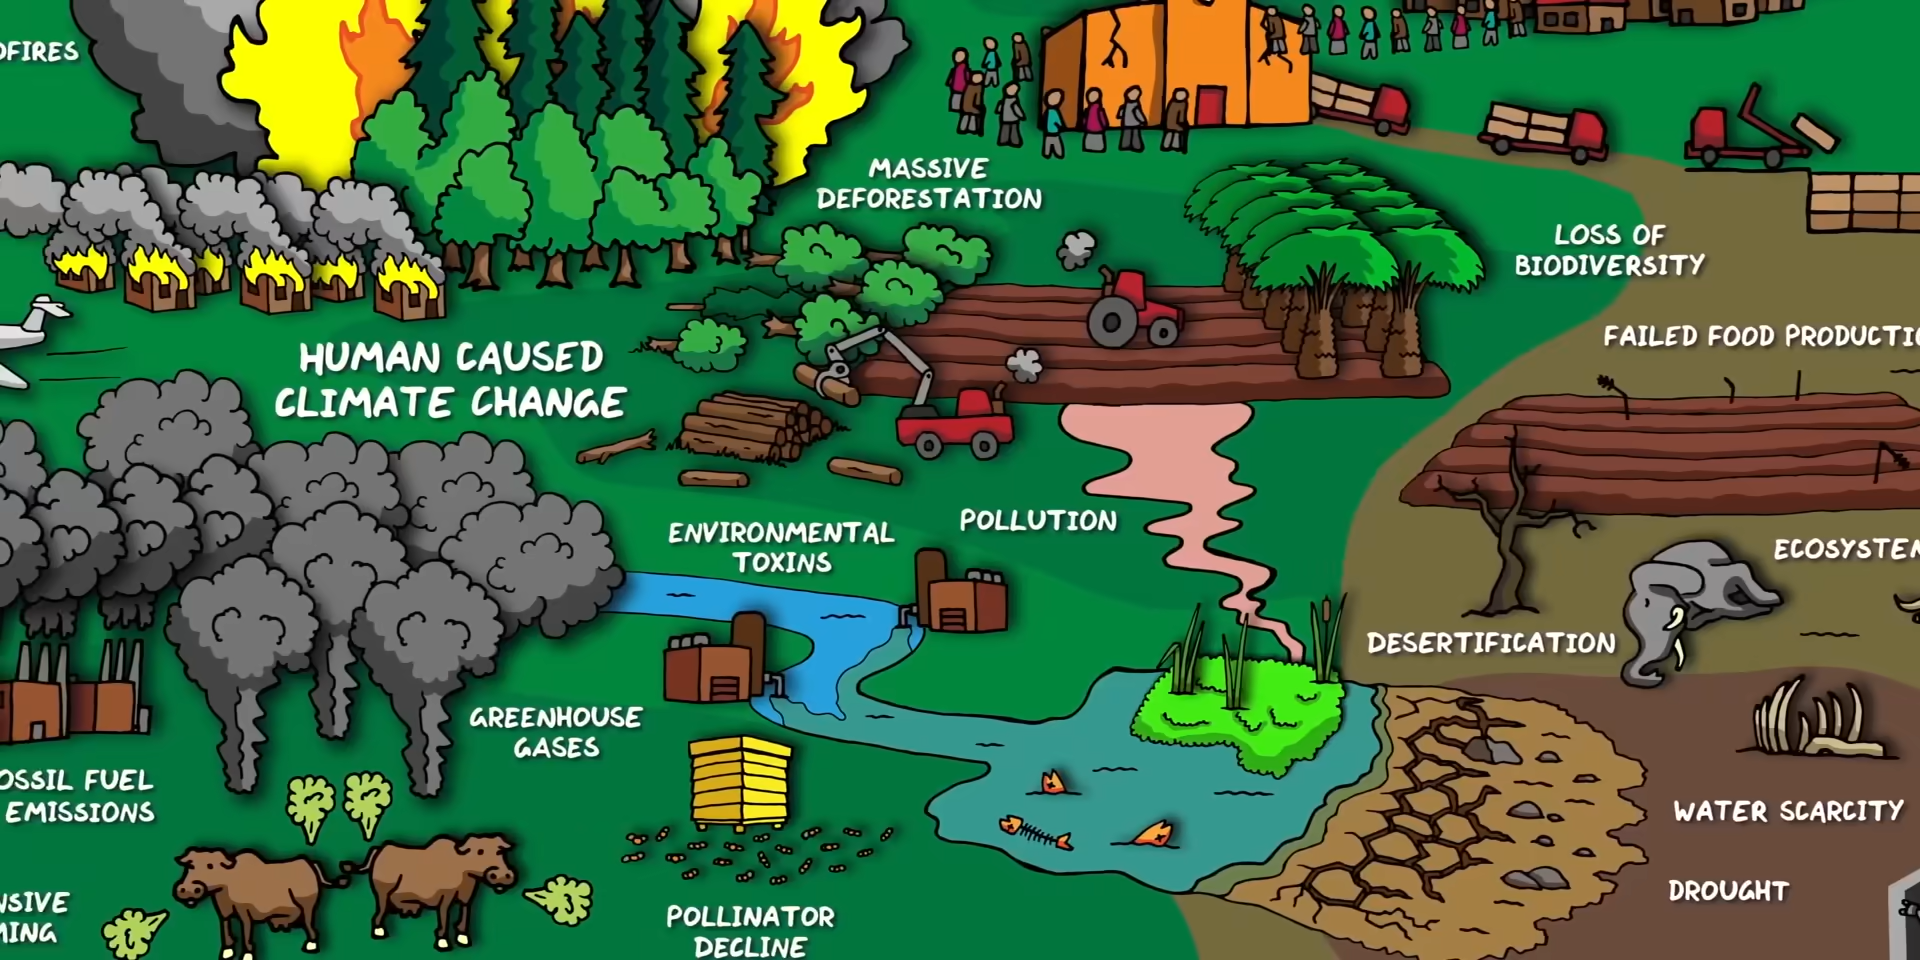 DFIRES
MASSIVE
DEFORESTATION
LOSS OF
BIODIVERSITY
FAILED FOOD PRODUCTIO
HUMAN CAUSED
CLIMATE CHANGE
ENVIRONMENTAL
TOXINS
POLLUTION
ECOSYSTEM
DESERTIFICATION
GREENHOUSE
GASES
OSSIL FUEL
EMISSIONS
WATER SCARCITY
DROUGHT
NSIVE
MING
POLLINATOR
DECLINE